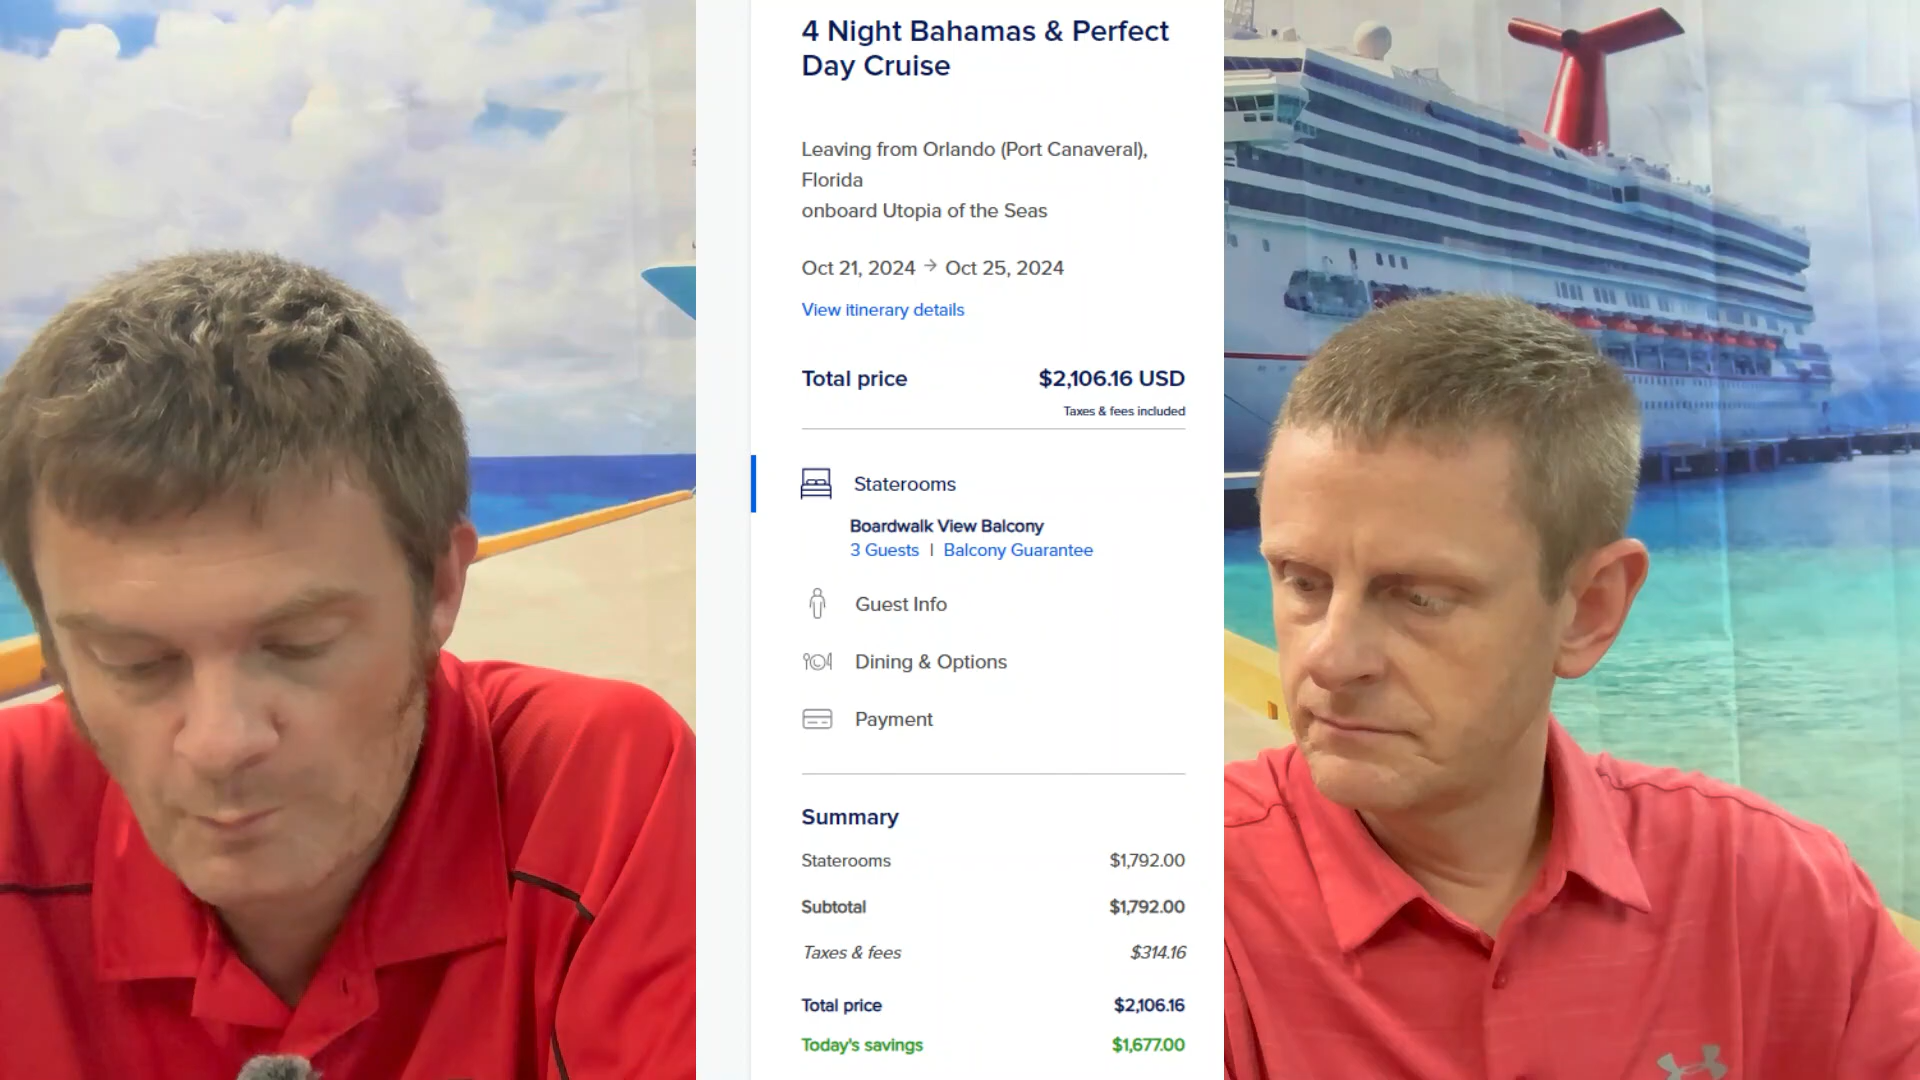 4 Night Bahamas & Perfect
Day Cruise
Leaving from Orlando (Port Canaveral),
Florida
onboard Utopia of the Seas
Oct 21, 2024 → Oct 25, 2024
View itinerary details
Total price $2,106.16 USD
Taxes & fees included
Staterooms
Boardwalk View Balcony
3 Guests | Balcony Guarantee
Guest Info
Dining & Options
Payment
Summary
Staterooms $1,792.00
Subtotal $1,792.00
Taxes & fees $314.16
Total price $2,106.16
Today's savings $1,677.00